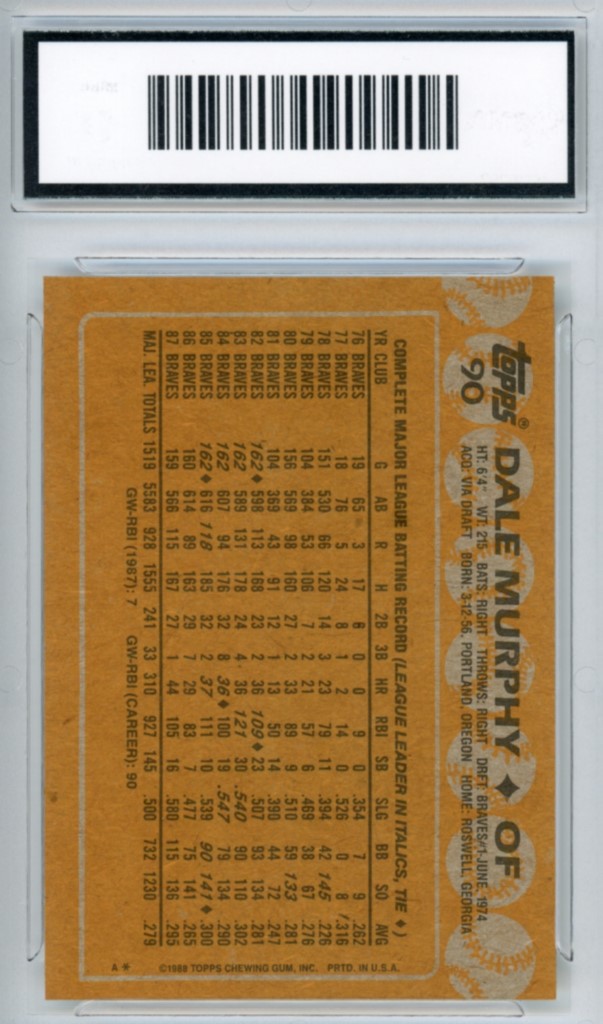 topps® DALE MURPHY ♦ OF
90
HT: 6'4" WT: 215 BATS: RIGHT THROWS: RIGHT DRFT: BRAVES/1-JUNE, 1974
ACQ: VIA DRAFT BORN: 3-12-56, PORTLAND, OREGON HOME: ROSWELL, GEORGIA
COMPLETE MAJOR LEAGUE BATTING RECORD (LEAGUE LEADER IN ITALICS, TIE ♦)
YR CLUB G AB R H 2B 3B HR RBI SB SLG BB SO AVG
76 BRAVES 19 65 3 17 6 0 0 9 0 .354 7 9 .262
77 BRAVES 18 76 5 24 8 1 2 14 0 .526 0 8 .316
78 BRAVES 151 530 66 120 14 3 23 79 11 .394 42 145 .226
79 BRAVES 104 384 53 106 7 2 21 57 6 .469 38 67 .276
80 BRAVES 156 569 98 160 27 2 33 89 9 .510 59 133 .281
81 BRAVES 104 369 43 91 12 1 13 50 14 .390 44 72 .247
82 BRAVES 162♦ 598 113 168 23 2 36 109♦ 23 .507 93 134 .281
83 BRAVES 162 589 131 178 24 4 36 121 30 .540 90 110 .302
84 BRAVES 162 607 94 176 32 8 36♦ 100 19 .547 79 134 .290
85 BRAVES 162♦ 616 118 185 32 2 37 111 10 .539 90 141♦ .300
86 BRAVES 160 614 89 163 29 7 29 83 7 .477 75 141 .265
87 BRAVES 159 566 115 167 27 1 44 105 16 .580 115 136 .295
MAJ. LEA. TOTALS 1519 5583 928 1555 241 33 310 927 145 .500 732 1230 .279
GW-RBI (1987): 7 GW-RBI (CAREER): 90
A* ©1988 TOPPS CHEWING GUM, INC. PRTD. IN U.S.A.